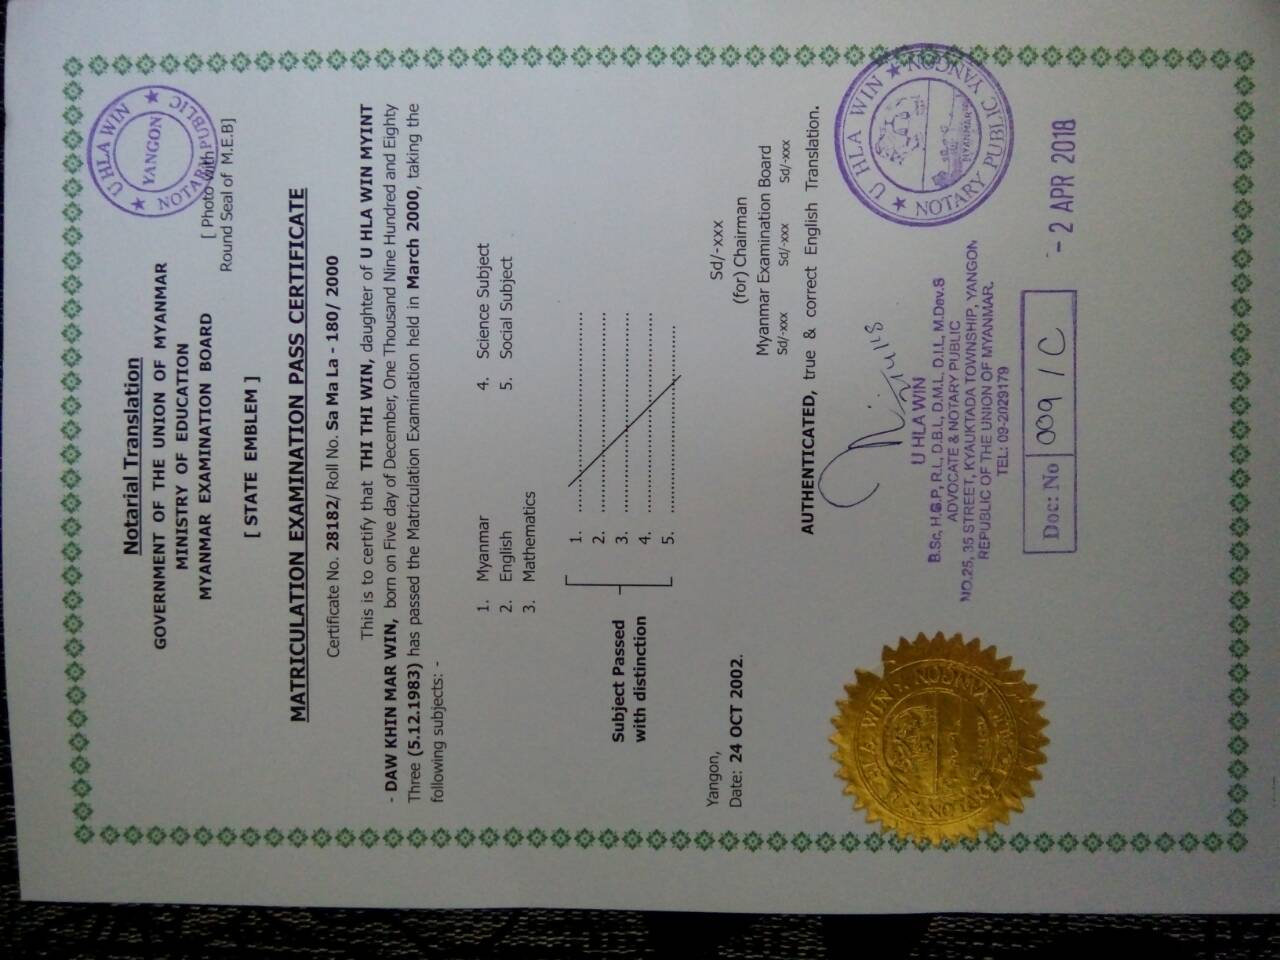 Notarial Translation
GOVERNMENT OF THE UNION OF MYANMAR
MINISTRY OF EDUCATION
MYANMAR EXAMINATION BOARD
U HLA WIN
YANGON
NOTARY PUBLIC
[ Photo with
Round Seal of M.E.B]
[ STATE EMBLEM ]
MATRICULATION EXAMINATION PASS CERTIFICATE
Certificate No. 28182/ Roll No. Sa Ma La - 180/ 2000
This is to certify that THI THI WIN, daughter of U HLA WIN MYINT
- DAW KHIN MAR WIN, born on Five day of December, One Thousand Nine Hundred and Eighty
Three (5.12.1983) has passed the Matriculation Examination held in March 2000, taking the
following subjects: -
1. Myanmar 4. Science Subject
2. English 5. Social Subject
3. Mathematics
Subject Passed
with distinction
1. ........................................
2. ........................................
3. ........................................
4. ........................................
5. ........................................
Yangon,
Date: 24 OCT 2002.
Sd/-xxx
(for) Chairman
Myanmar Examination Board
Sd/-xxx Sd/-xxx Sd/-xxx
AUTHENTICATED, true & correct English Translation.
U HLA WIN
B.Sc, H.G.P, R.L, D.B.L, D.M.L, D.I.L, M.Dev.S
ADVOCATE & NOTARY PUBLIC
NO.25, 35 STREET, KYAUKTADA TOWNSHIP, YANGON
REPUBLIC OF THE UNION OF MYANMAR.
TEL: 09-2029179
Doc: No 009 / C
U HLA WIN
NOTARY PUBLIC YANGON
MYANMAR
- 2 APR 2018